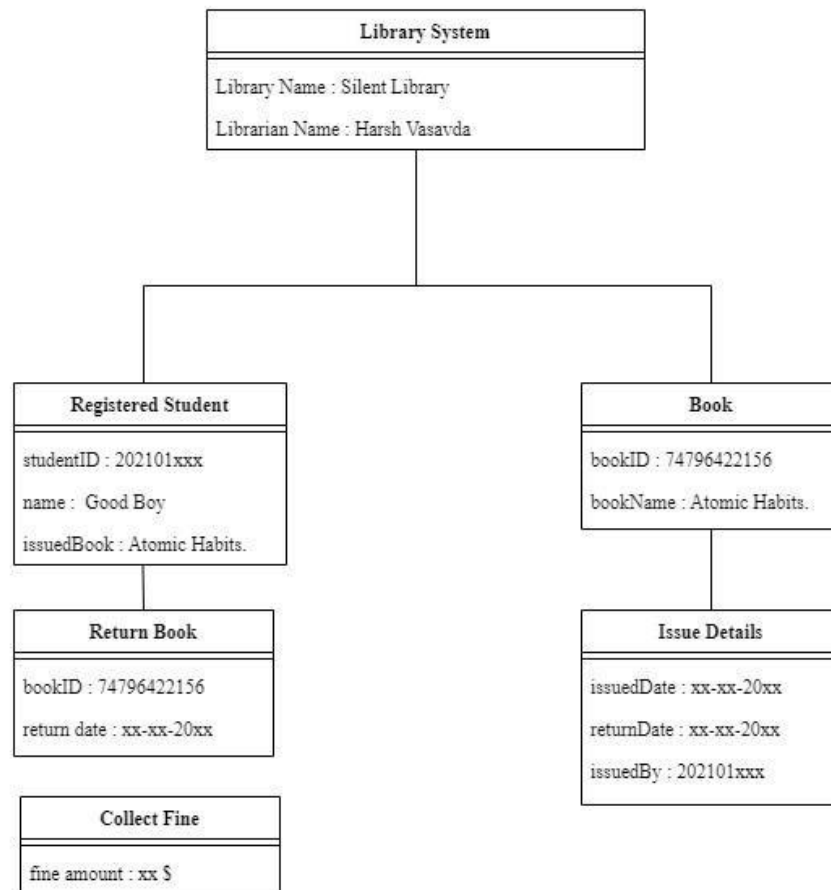 Library System
Library Name : Silent Library
Librarian Name : Harsh Vasavda
Registered Student
studentID : 202101xxx
name : Good Boy
issuedBook : Atomic Habits.
Book
bookID : 74796422156
bookName : Atomic Habits.
Return Book
bookID : 74796422156
return date : xx-xx-20xx
Issue Details
issuedDate : xx-xx-20xx
returnDate : xx-xx-20xx
issuedBy : 202101xxx
Collect Fine
fine amount : xx $